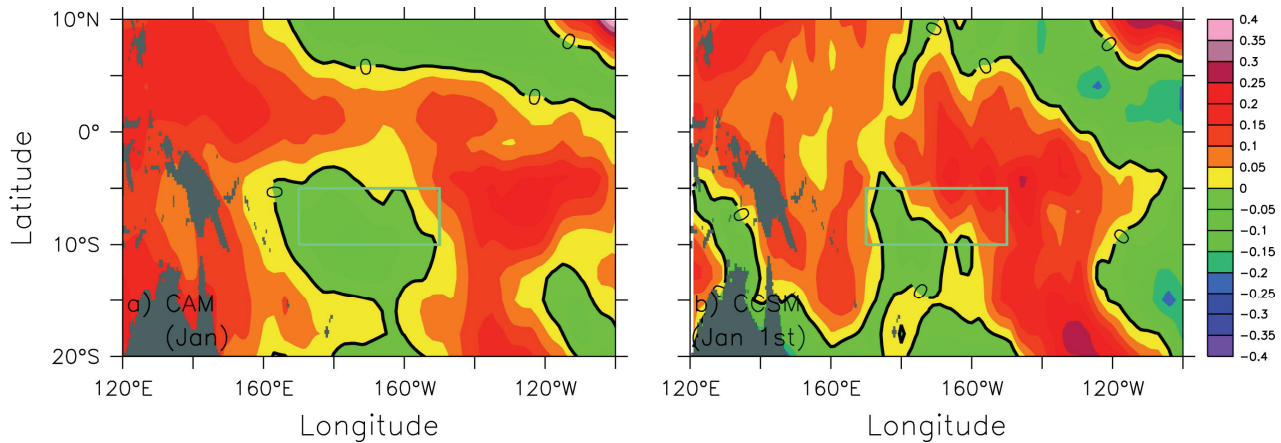 10°N
0°
10°S
20°S
Latitude
0
0
0
0
a) CAM
(Jan)
120°E
160°E
160°W
120°W
Longitude
0
0
0
0
0
0
b) CCSM
(Jan 1st)
120°E
160°E
160°W
120°W
Longitude
0.4
0.35
0.3
0.25
0.2
0.15
0.1
0.05
0
-0.05
-0.1
-0.15
-0.2
-0.25
-0.3
-0.35
-0.4